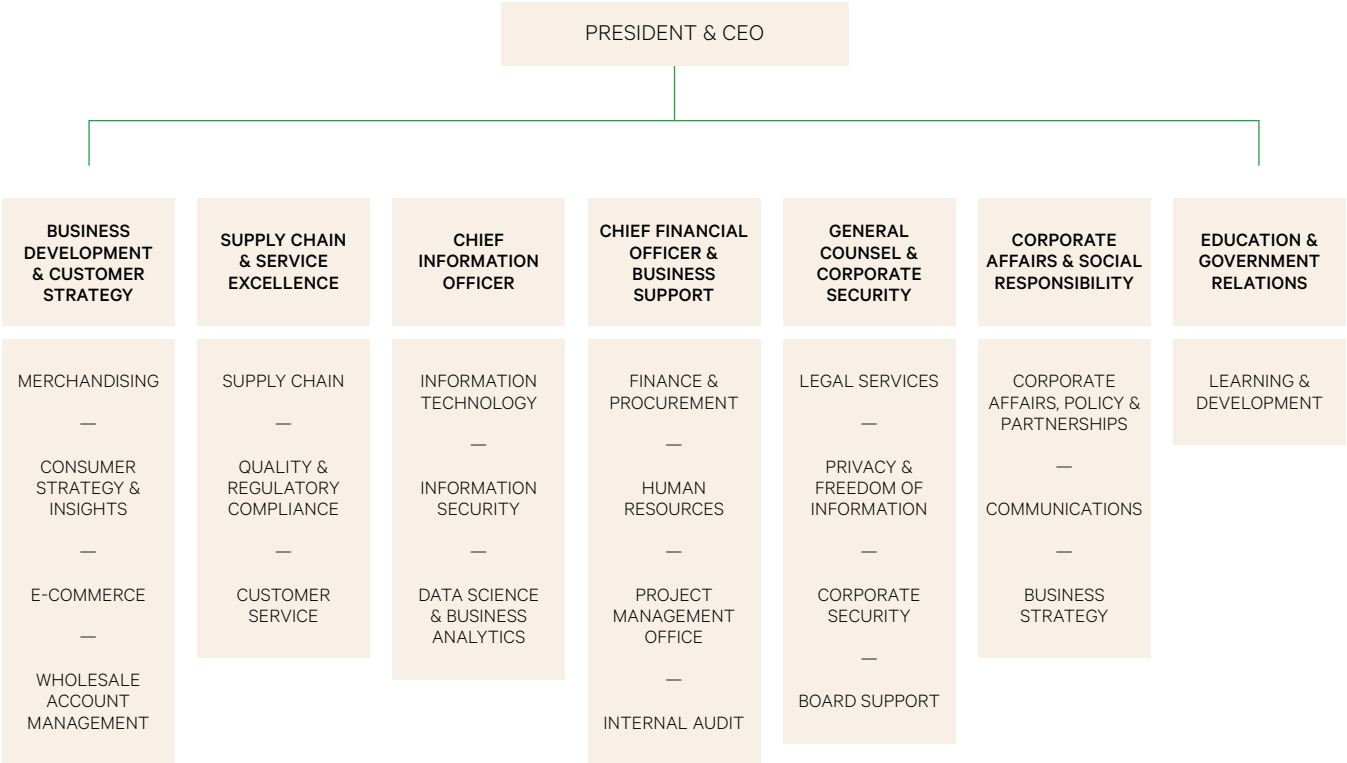 PRESIDENT & CEO
BUSINESS
DEVELOPMENT
& CUSTOMER
STRATEGY
SUPPLY CHAIN
& SERVICE
EXCELLENCE
CHIEF
INFORMATION
OFFICER
CHIEF FINANCIAL
OFFICER &
BUSINESS
SUPPORT
GENERAL
COUNSEL &
CORPORATE
SECURITY
CORPORATE
AFFAIRS & SOCIAL
RESPONSIBILITY
EDUCATION &
GOVERNMENT
RELATIONS
MERCHANDISING
—
CONSUMER
STRATEGY &
INSIGHTS
—
E-COMMERCE
—
WHOLESALE
ACCOUNT
MANAGEMENT
SUPPLY CHAIN
—
QUALITY &
REGULATORY
COMPLIANCE
—
CUSTOMER
SERVICE
INFORMATION
TECHNOLOGY
—
INFORMATION
SECURITY
—
DATA SCIENCE
& BUSINESS
ANALYTICS
FINANCE &
PROCUREMENT
—
HUMAN
RESOURCES
—
PROJECT
MANAGEMENT
OFFICE
—
INTERNAL AUDIT
LEGAL SERVICES
—
PRIVACY &
FREEDOM OF
INFORMATION
—
CORPORATE
SECURITY
—
BOARD SUPPORT
CORPORATE
AFFAIRS, POLICY &
PARTNERSHIPS
—
COMMUNICATIONS
—
BUSINESS
STRATEGY
LEARNING &
DEVELOPMENT